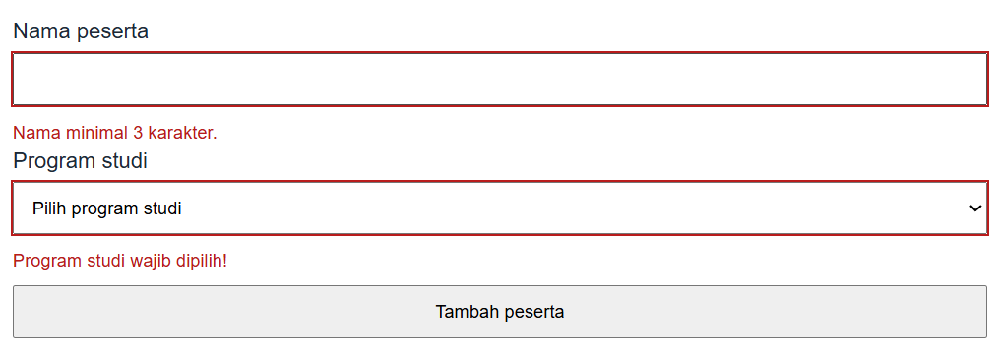 Nama peserta
Nama minimal 3 karakter.
Program studi
Pilih program studi
Program studi wajib dipilih!
Tambah peserta